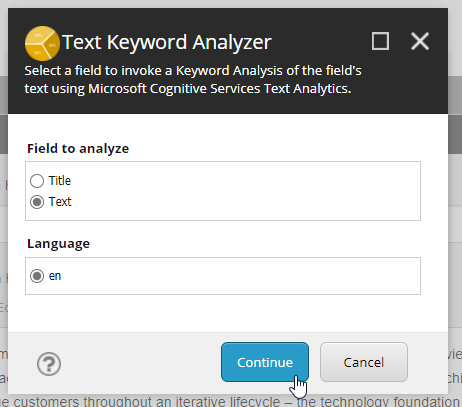 Text Keyword Analyzer
Select a field to invoke a Keyword Analysis of the field's
text using Microsoft Cognitive Services Text Analytics.
Field to analyze
Title
Text
Language
en
Continue
Cancel
ge customers throughout an iterative lifecycle – the technology foundation